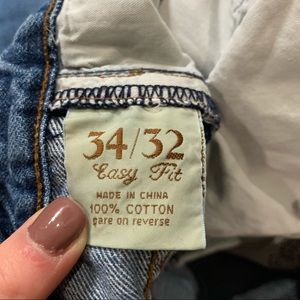 34/32
Easy Fit
MADE IN CHINA
100% COTTON
care on reverse